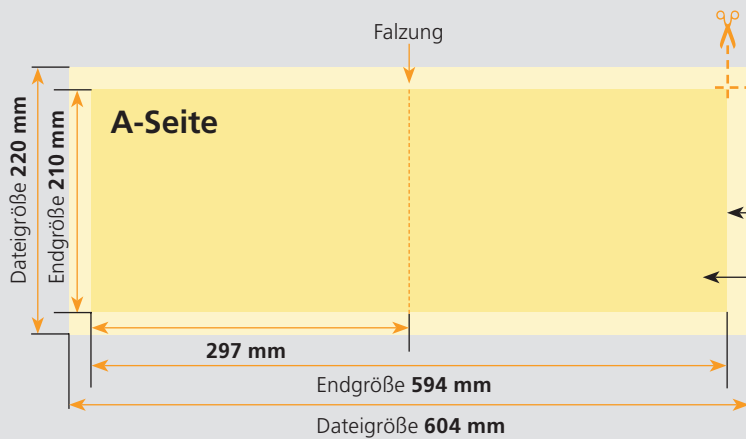 Falzung
A-Seite
Dateigröße 220 mm
Endgröße 210 mm
297 mm
Endgröße 594 mm
Dateigröße 604 mm